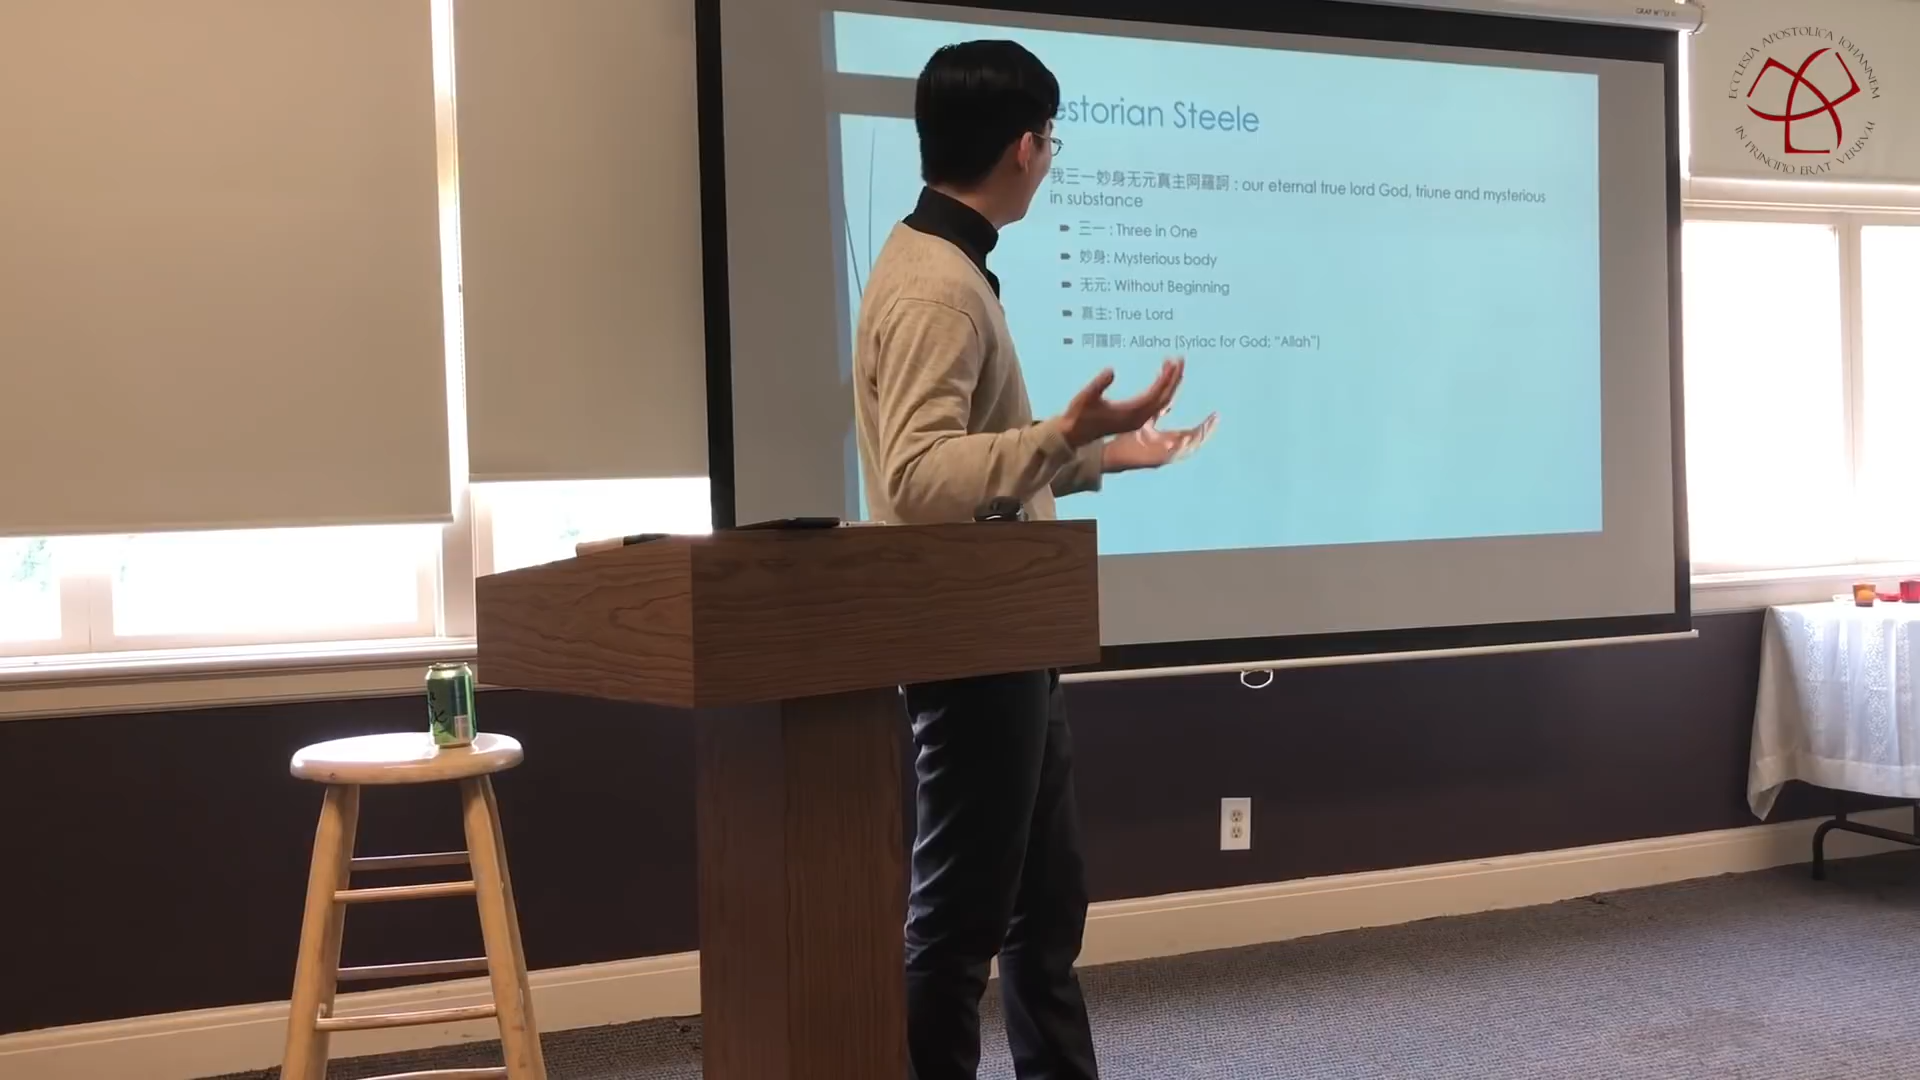 estorian Steele
我三一妙身无元真主阿羅訶 : our eternal true lord God, triune and mysterious
in substance
三一 : Three in One
妙身: Mysterious body
无元: Without Beginning
真主: True Lord
阿羅訶: Allaha (Syriac for God; “Allah”)
ECCLESIA APOSTOLICA IOHANNEM
IN PRINCIPIO ERAT VERBVM